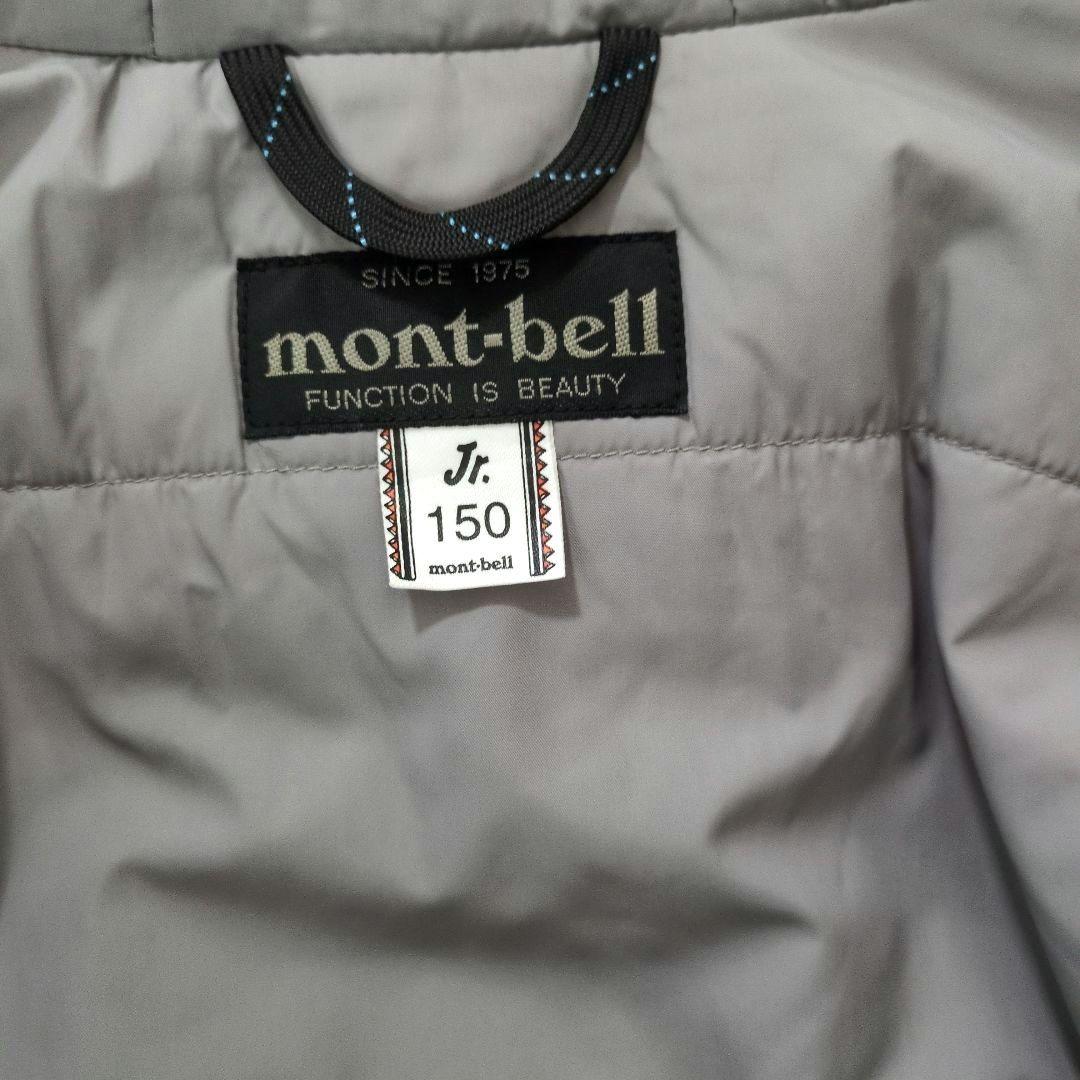 SINCE 1975
mont-bell
FUNCTION IS BEAUTY
Jr.
150
mont-bell